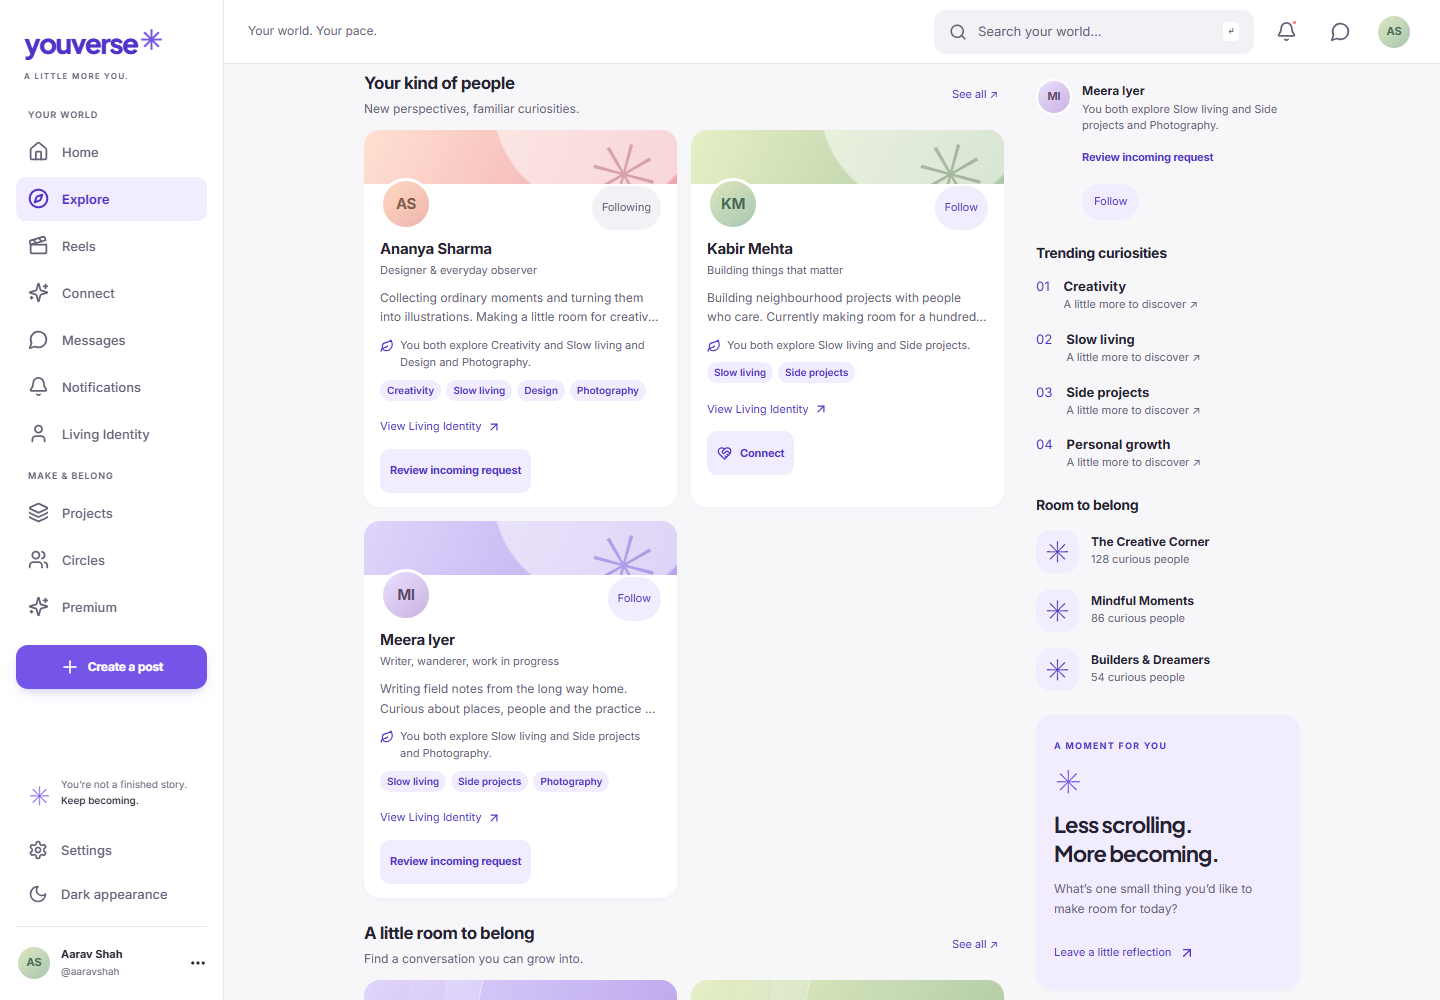 youverse
A LITTLE MORE YOU.
YOUR WORLD
Home
Explore
Reels
Connect
Messages
Notifications
Living Identity
MAKE & BELONG
Projects
Circles
Premium
Create a post
You're not a finished story.
Keep becoming.
Settings
Dark appearance
AS
Aarav Shah
@aaravshah
Your world. Your pace.
Search your world...
AS
Your kind of people
New perspectives, familiar curiosities.
See all
AS
Following
Ananya Sharma
Designer & everyday observer
Collecting ordinary moments and turning them
into illustrations. Making a little room for creativ...
You both explore Creativity and Slow living and
Design and Photography.
Creativity
Slow living
Design
Photography
View Living Identity
Review incoming request
KM
Follow
Kabir Mehta
Building things that matter
Building neighbourhood projects with people
who care. Currently making room for a hundred...
You both explore Slow living and Side projects.
Slow living
Side projects
View Living Identity
Connect
MI
Follow
Meera Iyer
Writer, wanderer, work in progress
Writing field notes from the long way home.
Curious about places, people and the practice ...
You both explore Slow living and Side projects
and Photography.
Slow living
Side projects
Photography
View Living Identity
Review incoming request
A little room to belong
Find a conversation you can grow into.
See all
MI
Meera Iyer
You both explore Slow living and Side
projects and Photography.
Review incoming request
Follow
Trending curiosities
01 Creativity
A little more to discover
02 Slow living
A little more to discover
03 Side projects
A little more to discover
04 Personal growth
A little more to discover
Room to belong
The Creative Corner
128 curious people
Mindful Moments
86 curious people
Builders & Dreamers
54 curious people
A MOMENT FOR YOU
Less scrolling.
More becoming.
What's one small thing you'd like to
make room for today?
Leave a little reflection